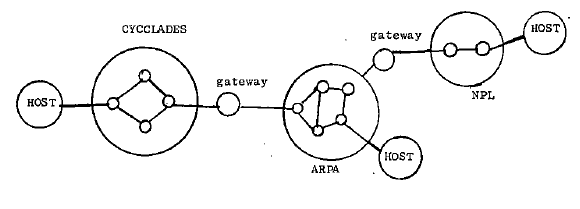 CYCCLADES
gateway
HOST
gateway
HOST
NPL
HOST
ARPA